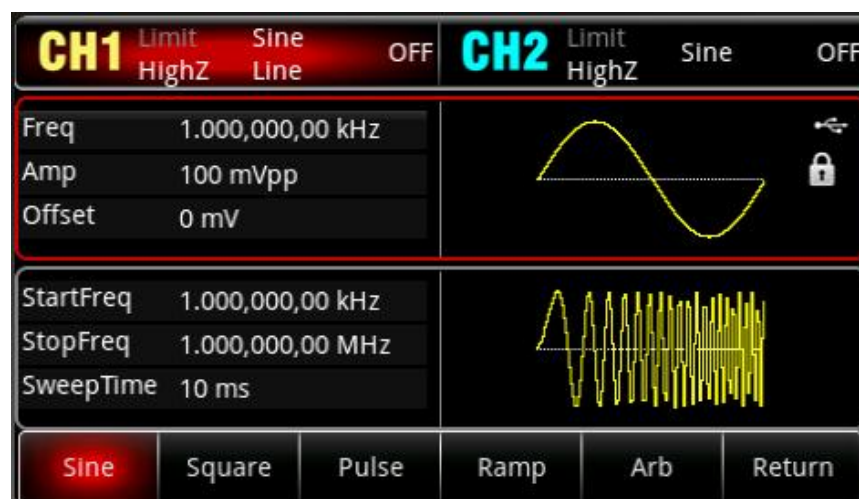 CH1 Limit Sine OFF
HighZ Line
CH2 Limit Sine OFF
HighZ
Freq 1.000,000,00 kHz
Amp 100 mVpp
Offset 0 mV
StartFreq 1.000,000,00 kHz
StopFreq 1.000,000,00 MHz
SweepTime 10 ms
Sine Square Pulse Ramp Arb Return